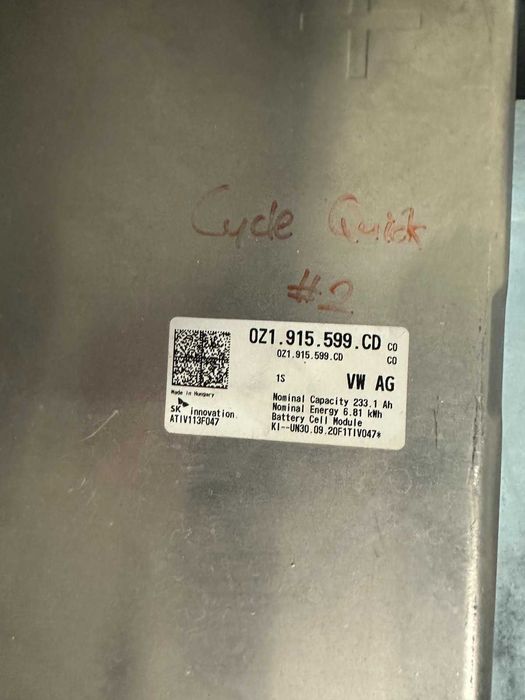 Cycle Quick
#2
0Z1.915.599.CD CO
0Z1.915.599.CD CO
1S VW AG
Made in Hungary
SK innovation
ATIV113F047
Nominal Capacity 233.1 Ah
Nominal Energy 6.81 kWh
Battery Cell Module
KI--UN30.09.20F1TIV047*